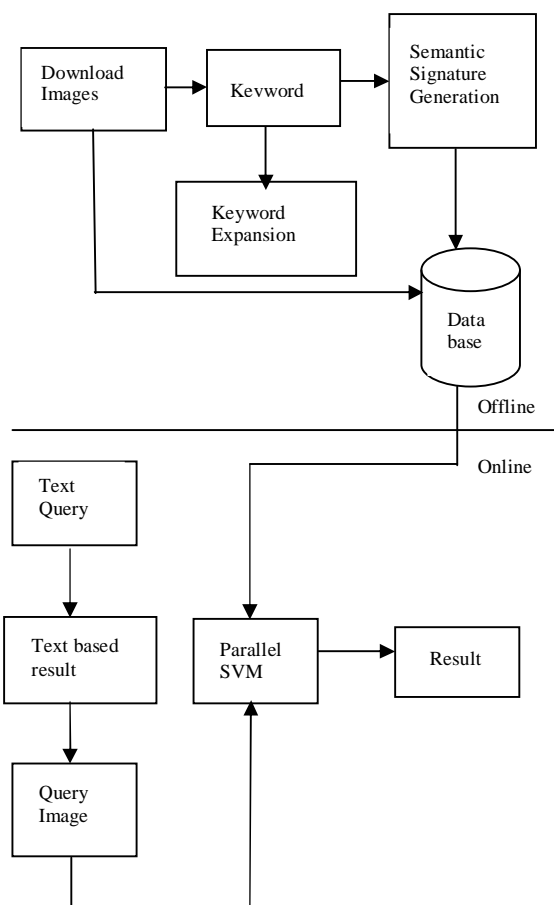 Download
Images
Kevword
Semantic
Signature
Generation
Keyword
Expansion
Data
base
Offline
Online
Text
Query
Text based
result
Parallel
SVM
Result
Query
Image